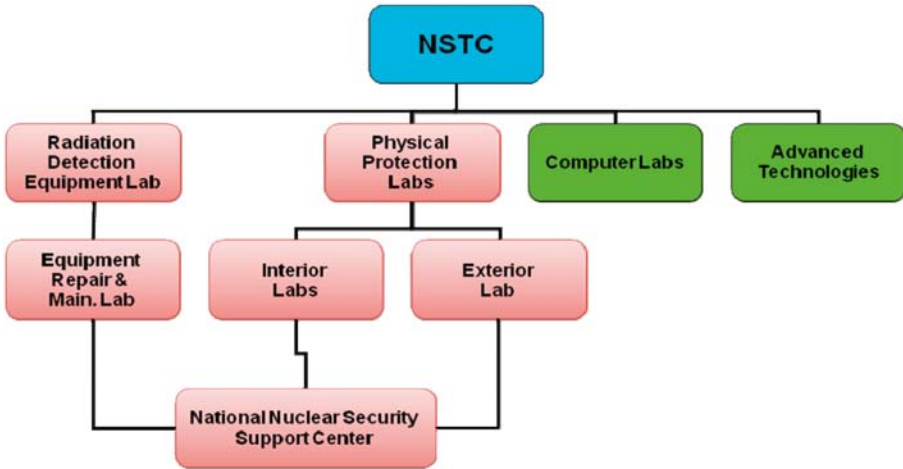 NSTC
Radiation
Detection
Equipment Lab
Physical
Protection
Labs
Computer Labs
Advanced
Technologies
Equipment
Repair &
Main. Lab
Interior
Labs
Exterior
Lab
National Nuclear Security
Support Center